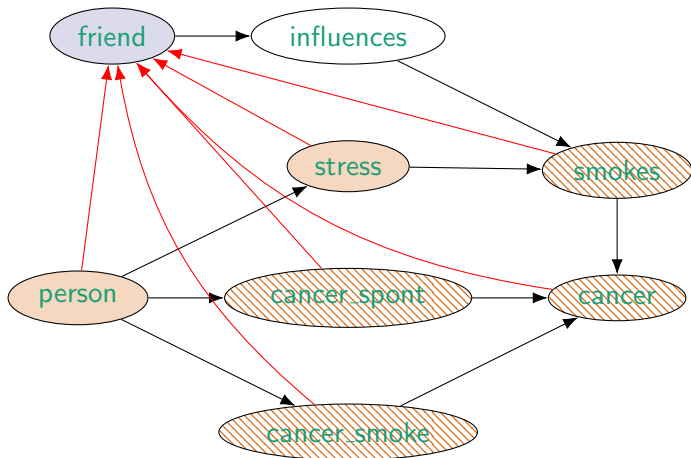 friend
influences
stress
smokes
person
cancer_spont
cancer
cancer_smoke